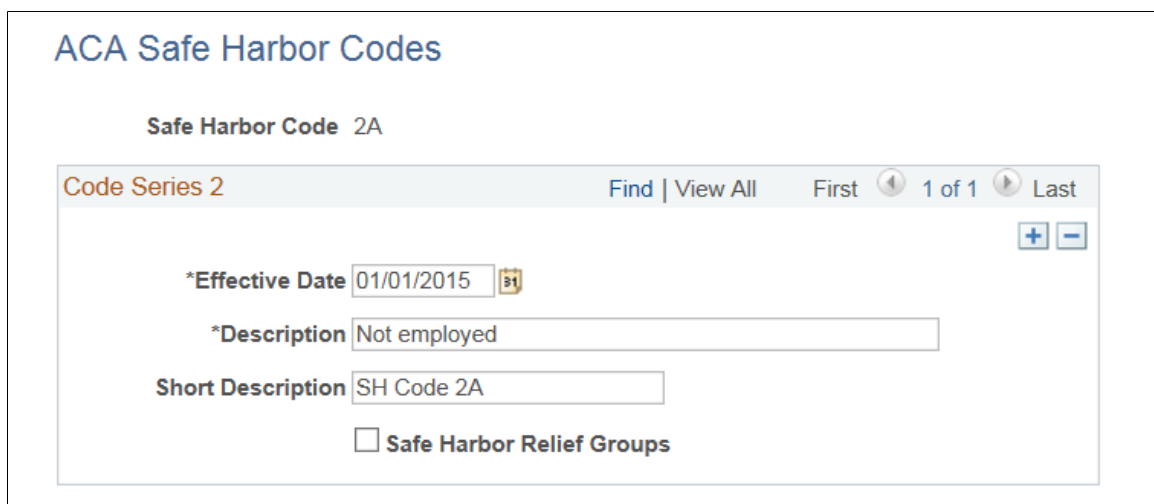 ACA Safe Harbor Codes
Safe Harbor Code 2A
Code Series 2 Find | View All First 1 of 1 Last
*Effective Date 01/01/2015 31
*Description Not employed
Short Description SH Code 2A
Safe Harbor Relief Groups